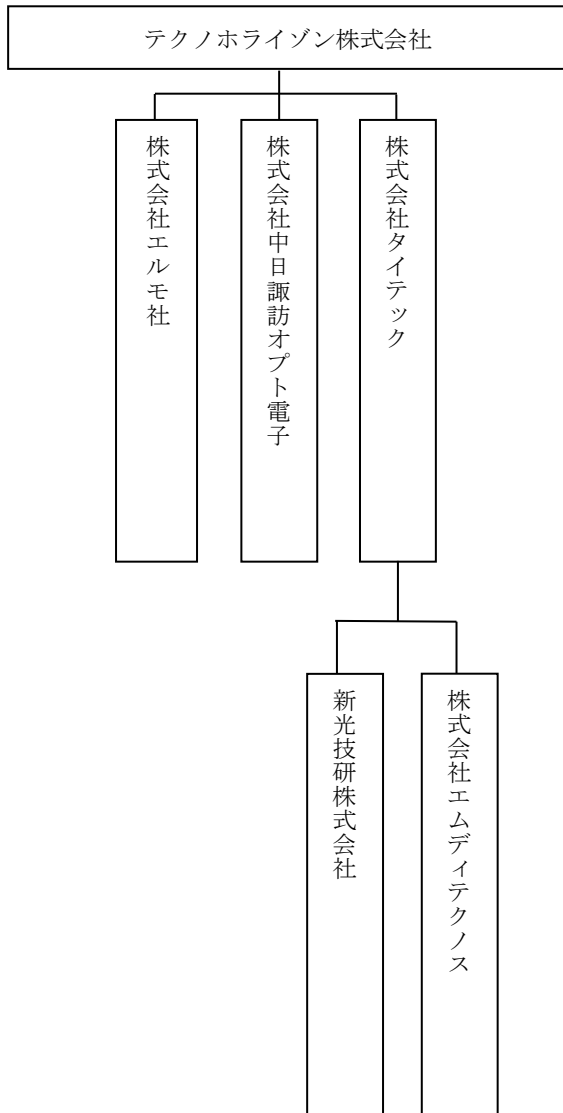 テクノホライゾン株式会社
株式会社エルモ社
株式会社中日諏訪オプト電子
株式会社タイテック
新光技研株式会社
株式会社エムディテクノス